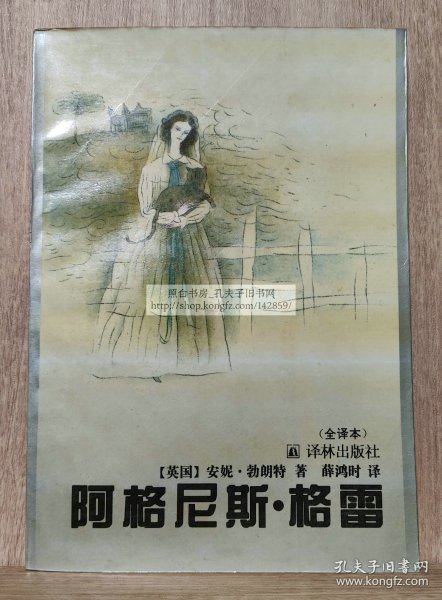 照白书房_孔夫子旧书网
http://shop.kongfz.com/142859/
(全译本)
译林出版社
【英国】安妮·勃朗特 著 薛鸿时 译
阿格尼斯·格雷
孔夫子旧书网
www.kongfz.com